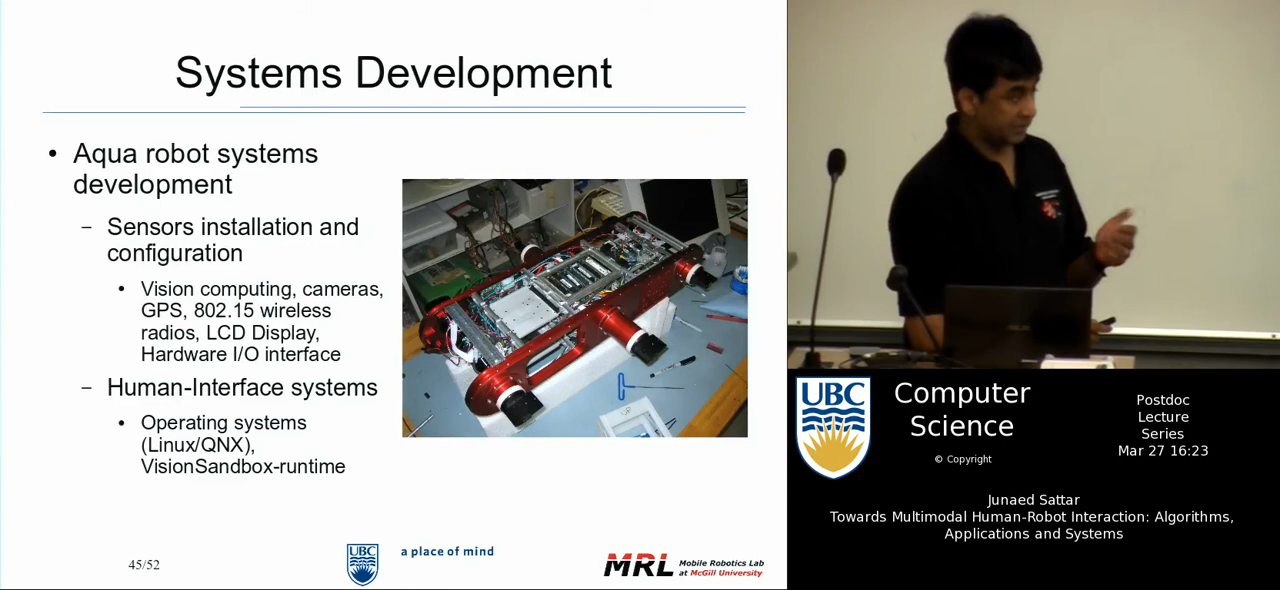 Systems Development
• Aqua robot systems
development
– Sensors installation and
configuration
• Vision computing, cameras,
GPS, 802.15 wireless
radios, LCD Display,
Hardware I/O interface
– Human-Interface systems
• Operating systems
(Linux/QNX),
VisionSandbox-runtime
45/52
UBC
a place of mind
MRL
Mobile Robotics Lab
at McGill University
UBC
Computer
Science
© Copyright
Postdoc
Lecture
Series
Mar 27 16:23
Junaed Sattar
Towards Multimodal Human-Robot Interaction: Algorithms,
Applications and Systems